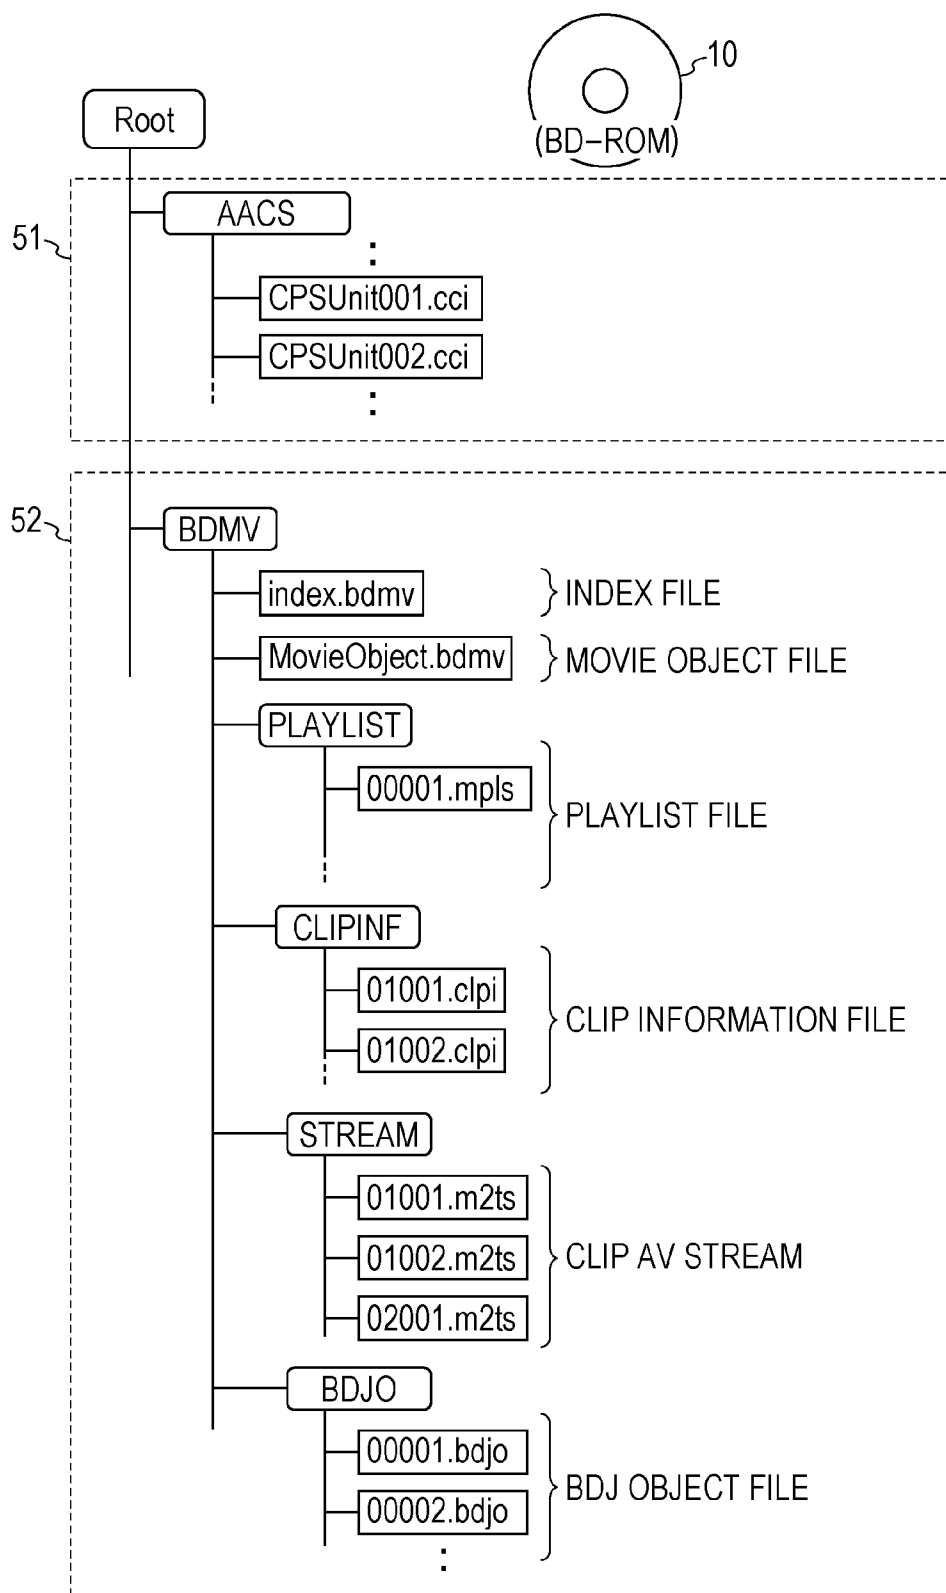 10
(BD-ROM)
Root
51
AACS
:
CPSUnit001.cci
CPSUnit002.cci
:
52
BDMV
index.bdmv
INDEX FILE
MovieObject.bdmv
MOVIE OBJECT FILE
PLAYLIST
00001.mpls
PLAYLIST FILE
CLIPINF
01001.clpi
01002.clpi
CLIP INFORMATION FILE
STREAM
01001.m2ts
01002.m2ts
02001.m2ts
CLIP AV STREAM
BDJO
00001.bdjo
00002.bdjo
:
BDJ OBJECT FILE